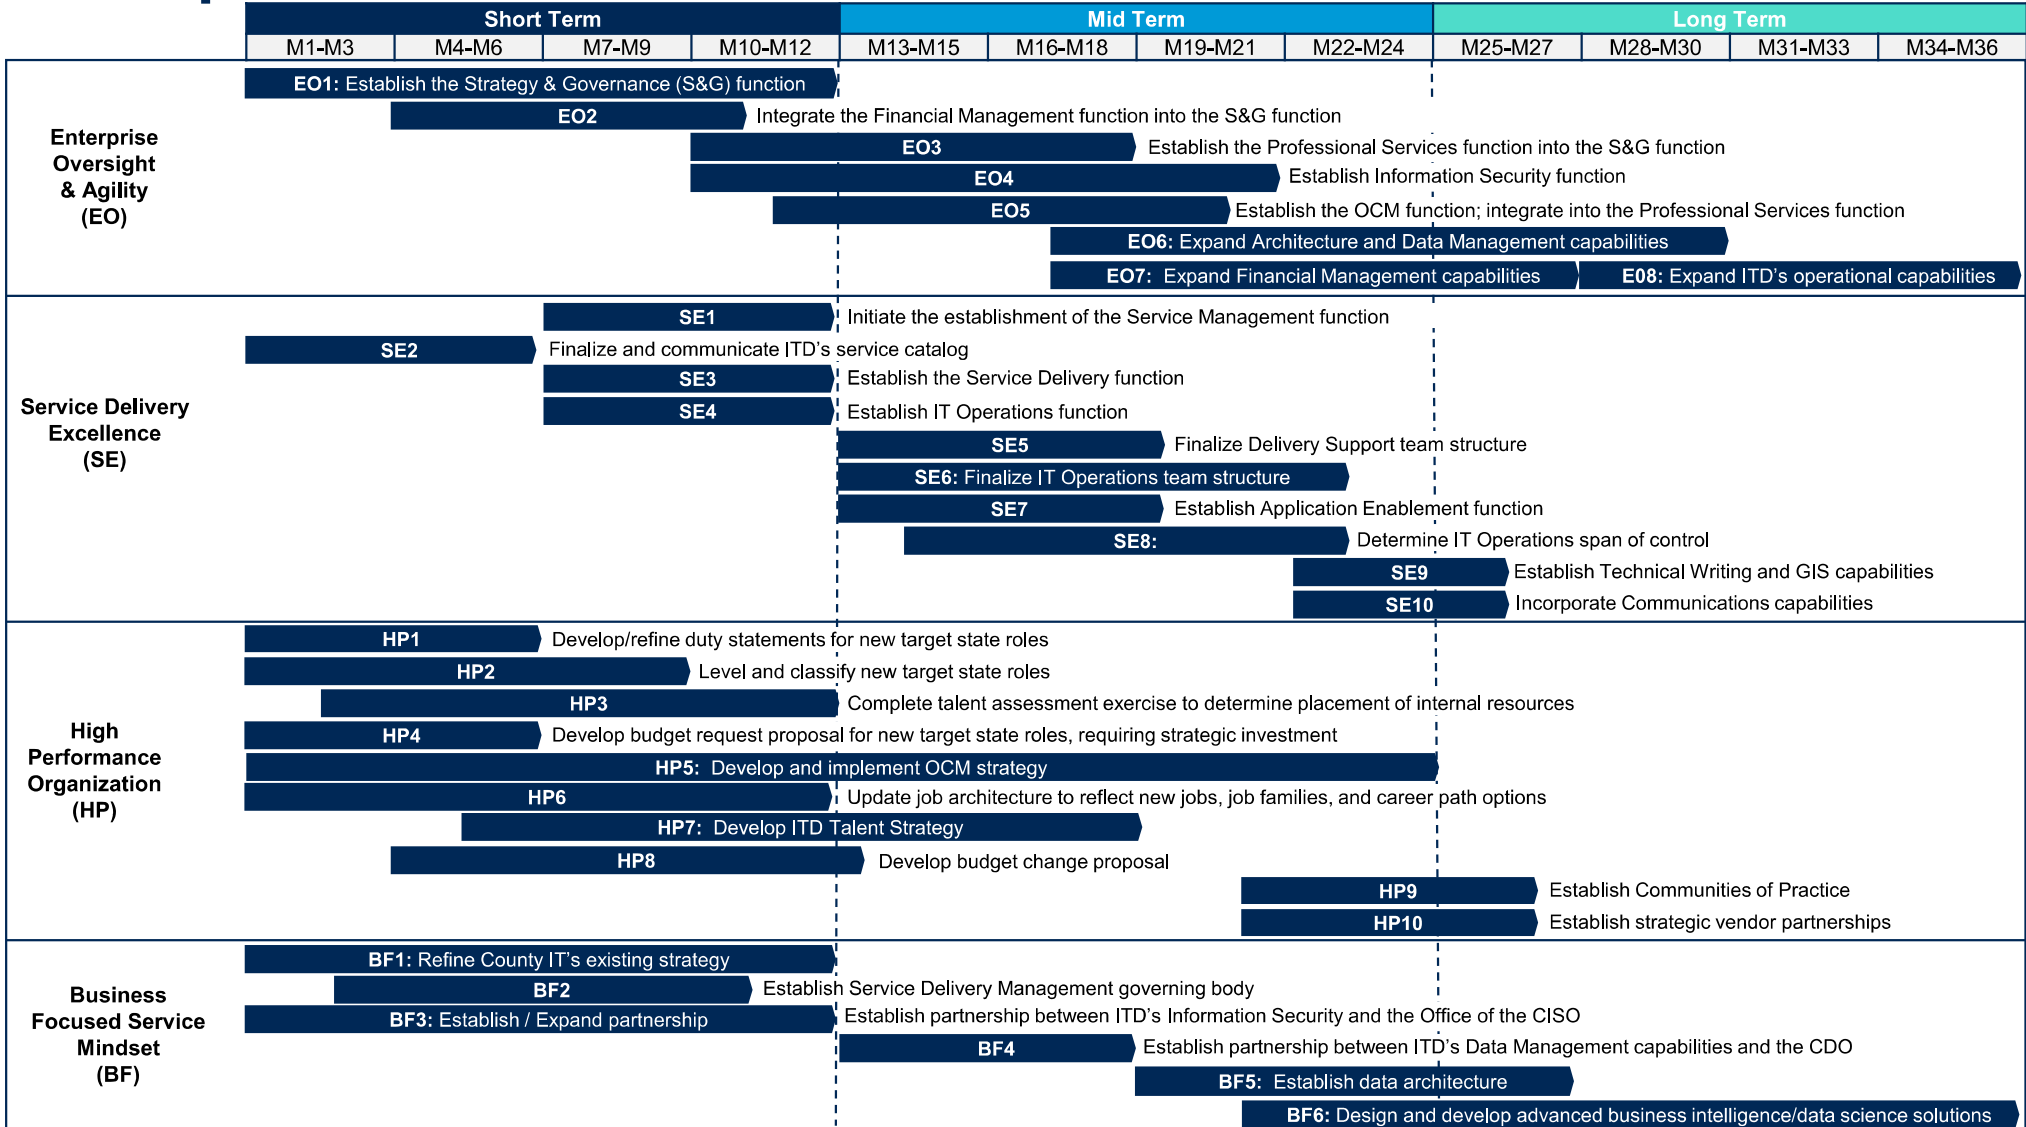 Short Term Mid Term Long Term
M1-M3 M4-M6 M7-M9 M10-M12 M13-M15 M16-M18 M19-M21 M22-M24 M25-M27 M28-M30 M31-M33 M34-M36
Enterprise
Oversight
& Agility
(EO)
EO1: Establish the Strategy & Governance (S&G) function
EO2 Integrate the Financial Management function into the S&G function
EO3 Establish the Professional Services function into the S&G function
EO4 Establish Information Security function
EO5 Establish the OCM function; integrate into the Professional Services function
EO6: Expand Architecture and Data Management capabilities
EO7: Expand Financial Management capabilities E08: Expand ITD's operational capabilities
Service Delivery
Excellence
(SE)
SE1 Initiate the establishment of the Service Management function
SE2 Finalize and communicate ITD's service catalog
SE3 Establish the Service Delivery function
SE4 Establish IT Operations function
SE5 Finalize Delivery Support team structure
SE6: Finalize IT Operations team structure
SE7 Establish Application Enablement function
SE8: Determine IT Operations span of control
SE9 Establish Technical Writing and GIS capabilities
SE10 Incorporate Communications capabilities
High
Performance
Organization
(HP)
HP1 Develop/refine duty statements for new target state roles
HP2 Level and classify new target state roles
HP3 Complete talent assessment exercise to determine placement of internal resources
HP4 Develop budget request proposal for new target state roles, requiring strategic investment
HP5: Develop and implement OCM strategy
HP6 Update job architecture to reflect new jobs, job families, and career path options
HP7: Develop ITD Talent Strategy
HP8 Develop budget change proposal
HP9 Establish Communities of Practice
HP10 Establish strategic vendor partnerships
Business
Focused Service
Mindset
(BF)
BF1: Refine County IT's existing strategy
BF2 Establish Service Delivery Management governing body
BF3: Establish / Expand partnership Establish partnership between ITD's Information Security and the Office of the CISO
BF4 Establish partnership between ITD's Data Management capabilities and the CDO
BF5: Establish data architecture
BF6: Design and develop advanced business intelligence/data science solutions